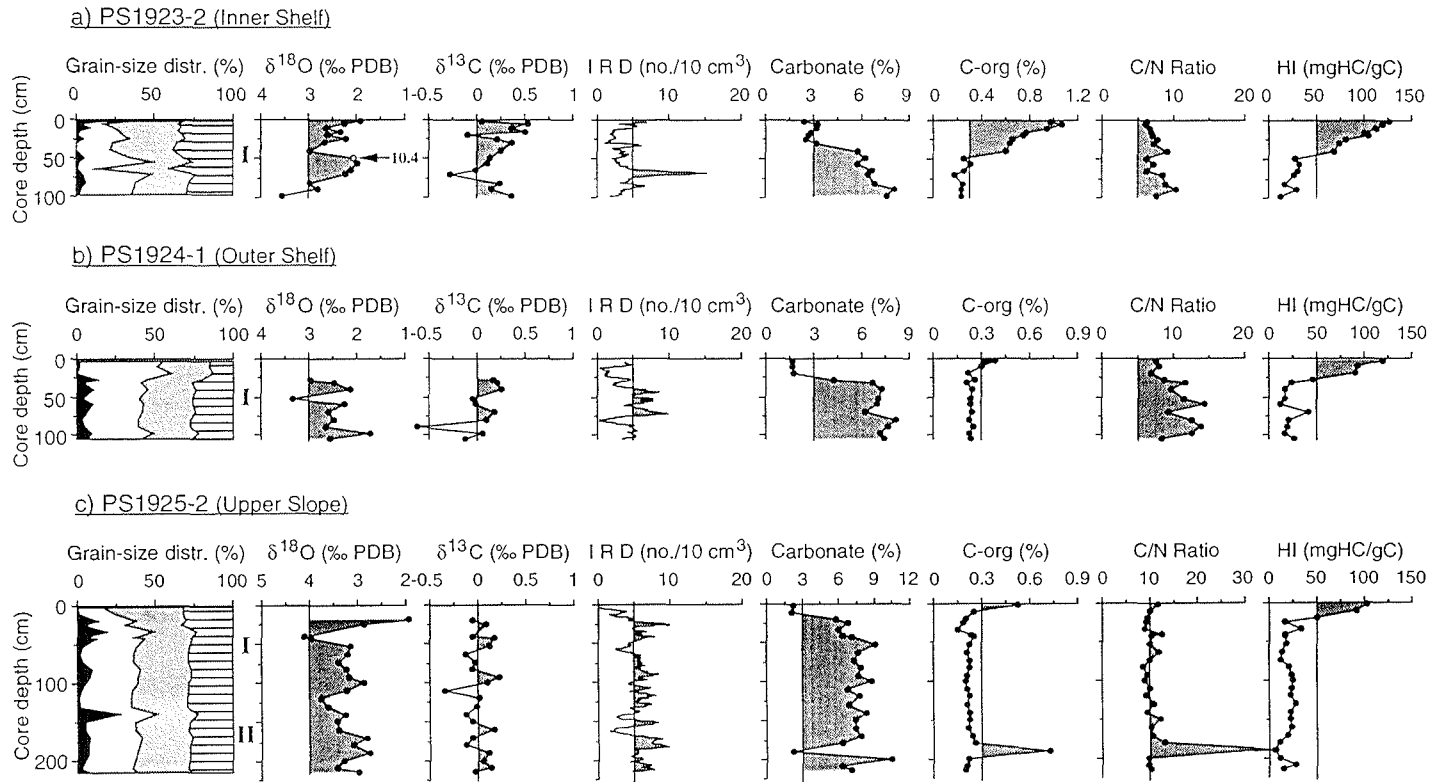 a) PS1923-2 (Inner Shelf)
Grain-size distr. (%) δ18O (‰ PDB) δ13C (‰ PDB) I R D (no./10 cm3) Carbonate (%) C-org (%) C/N Ratio HI (mgHC/gC)
0 50 100 4 3 2 1 -0.5 0 0.5 1 0 10 20 0 3 6 9 0 0.4 0.8 1.2 0 5 10 15 20 0 50 100 150
Core depth (cm)
0
50
100
I
10.4
b) PS1924-1 (Outer Shelf)
Grain-size distr. (%) δ18O (‰ PDB) δ13C (‰ PDB) I R D (no./10 cm3) Carbonate (%) C-org (%) C/N Ratio HI (mgHC/gC)
0 50 100 4 3 2 1 -0.5 0 0.5 1 0 10 20 0 3 6 9 0 0.3 0.6 0.9 0 5 10 15 20 0 50 100 150
Core depth (cm)
0
50
100
I
c) PS1925-2 (Upper Slope)
Grain-size distr. (%) δ18O (‰ PDB) δ13C (‰ PDB) I R D (no./10 cm3) Carbonate (%) C-org (%) C/N Ratio HI (mgHC/gC)
0 50 100 5 4 3 2 -0.5 0 0.5 1 0 10 20 0 3 6 9 12 0 0.3 0.6 0.9 0 10 20 30 0 50 100 150
Core depth (cm)
0
100
200
I
II